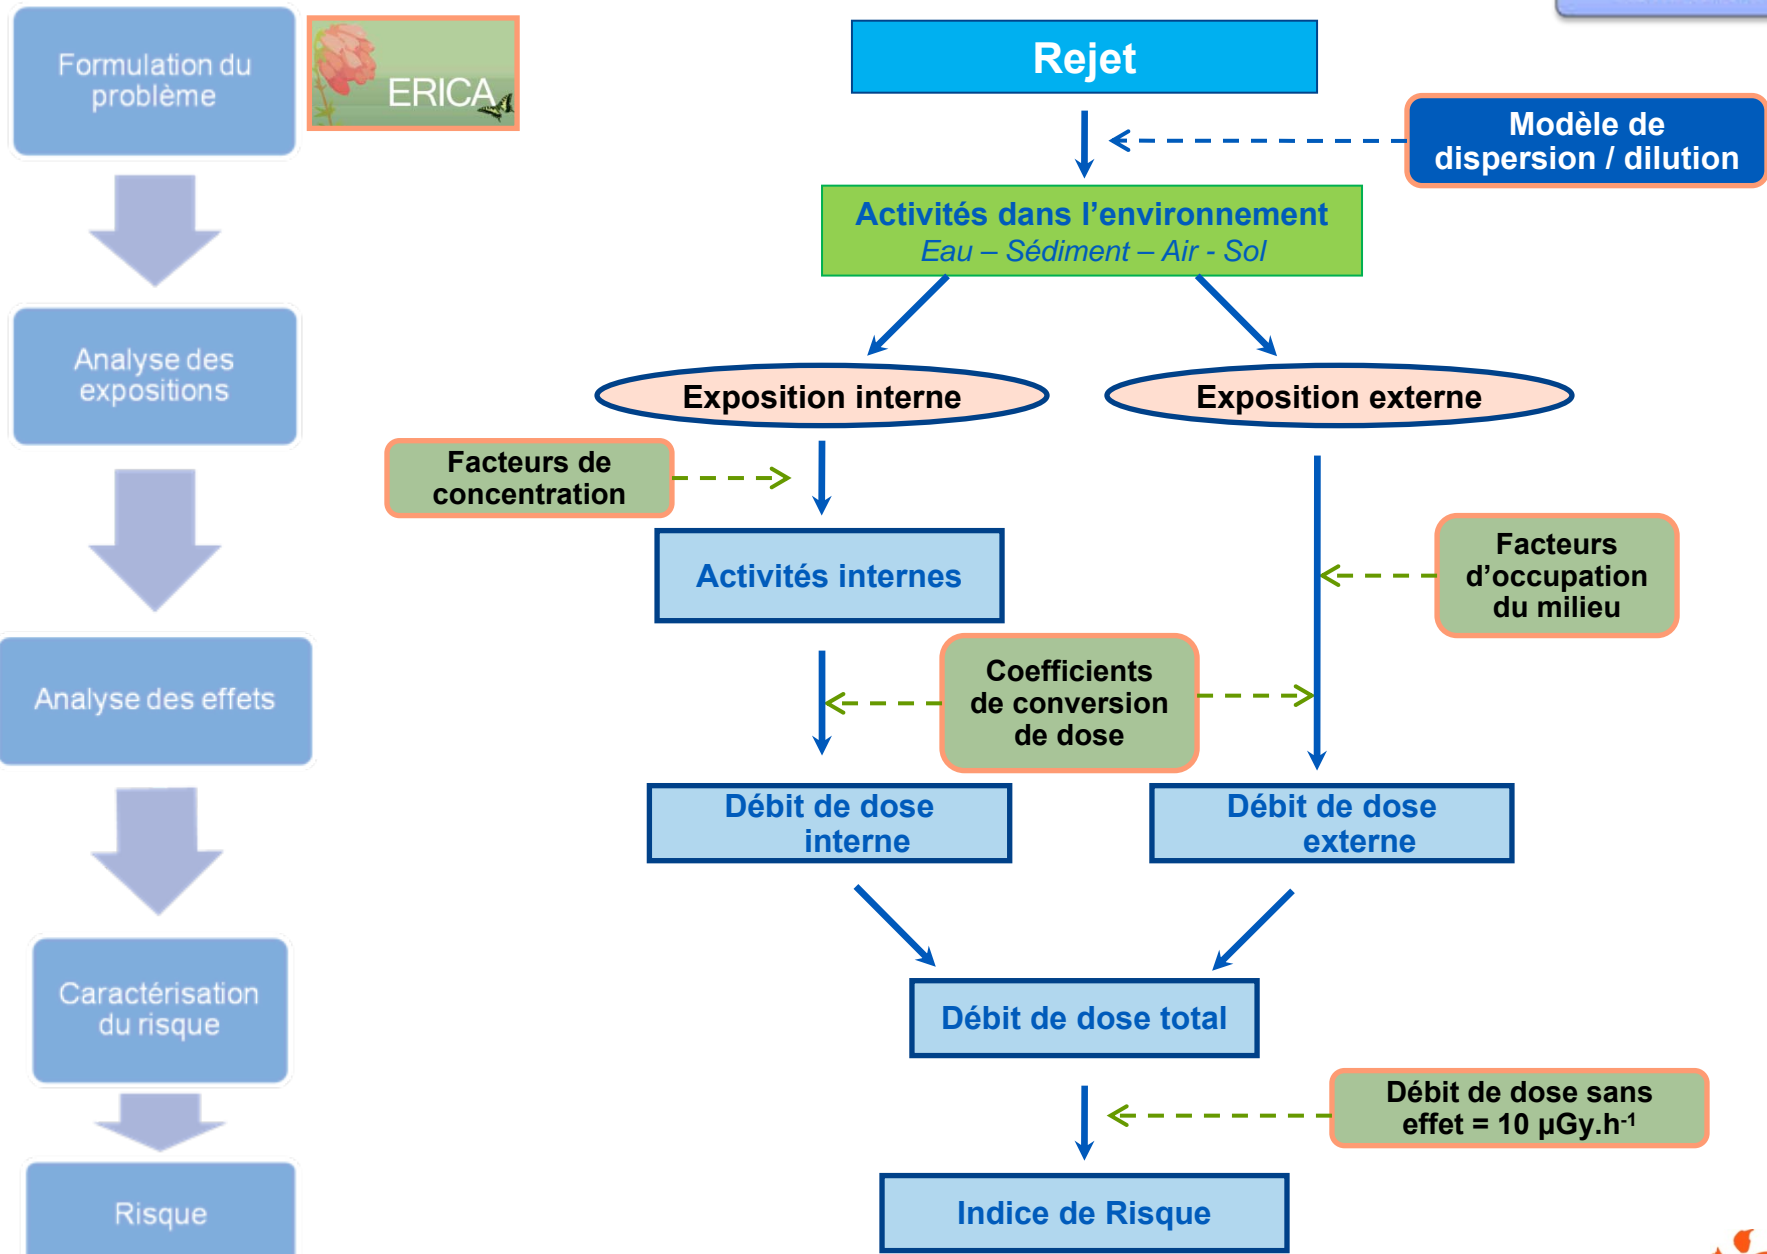 Formulation du
problème
ERICA
Rejet
Modèle de
dispersion / dilution
Activités dans l'environnement
Eau – Sédiment – Air - Sol
Analyse des
expositions
Exposition interne
Exposition externe
Facteurs de
concentration
Activités internes
Facteurs
d'occupation
du milieu
Analyse des effets
Coefficients
de conversion
de dose
Débit de dose
interne
Débit de dose
externe
Caractérisation
du risque
Débit de dose total
Débit de dose sans
effet = 10 µGy.h-1
Risque
Indice de Risque